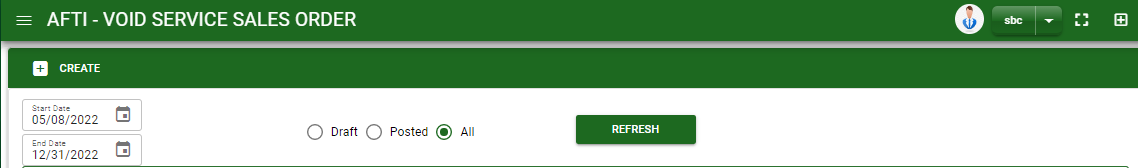 AFTI - VOID SERVICE SALES ORDER
sbc
CREATE
Start Date
05/08/2022
Draft Posted All
REFRESH
End Date
12/31/2022